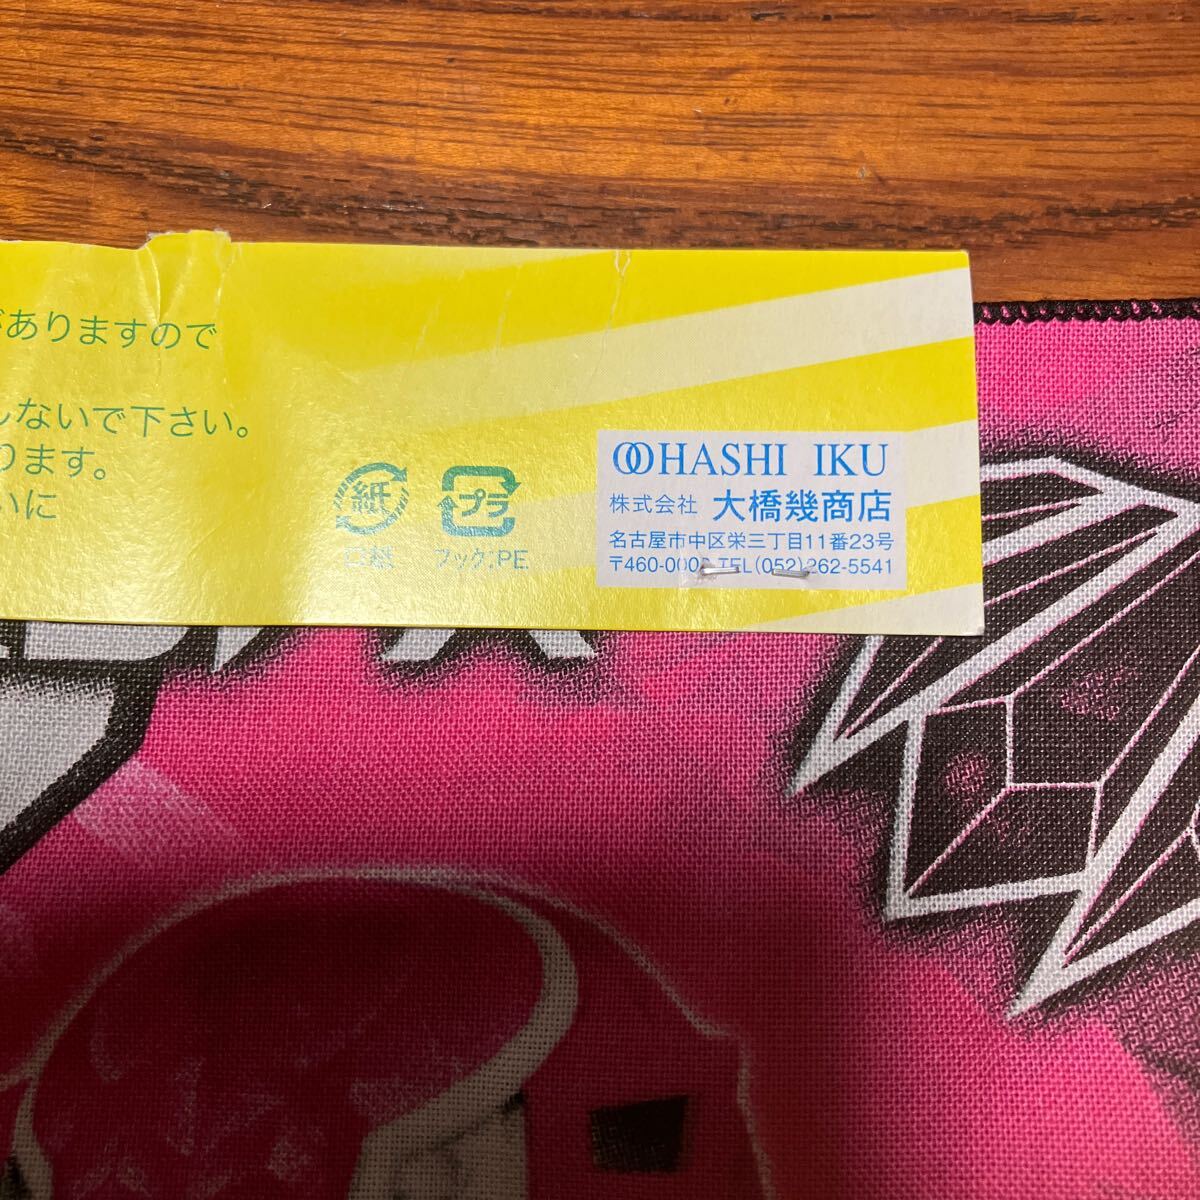 がありますので
しないで下さい。
ります。
いに
紙
口紙
プラ
フック:PE
OOHASHI IKU
株式会社 大橋幾商店
名古屋市中区栄三丁目11番23号
〒460-0008 TEL(052)262-5541